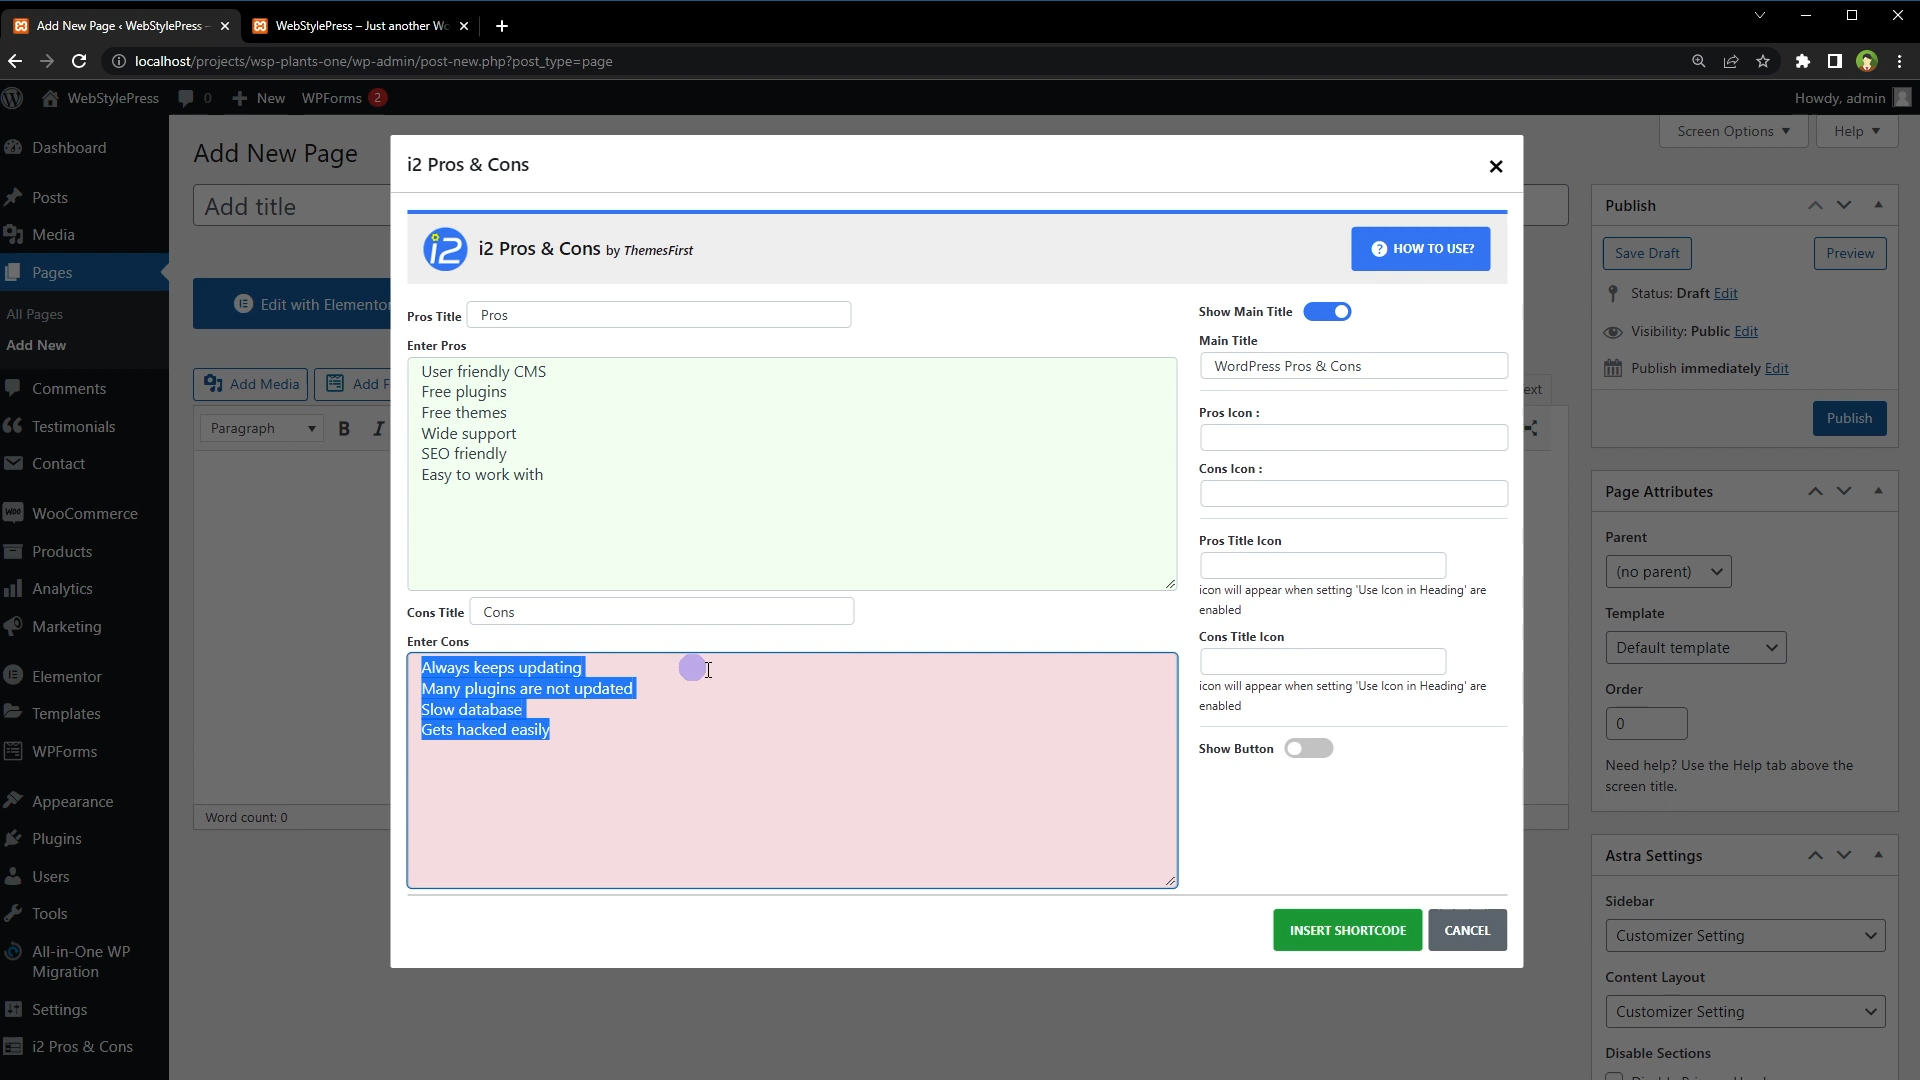 Add New Page ‹ WebStylePress –
WebStylePress – Just another Wo
localhost/projects/wsp-plants-one/wp-admin/post-new.php?post_type=page
WebStylePress
0
New
WPForms 2
Howdy, admin
Dashboard
Posts
Media
Pages
All Pages
Add New
Comments
Testimonials
Contact
WooCommerce
Products
Analytics
Marketing
Elementor
Templates
WPForms
Appearance
Plugins
Users
Tools
All-in-One WP
Migration
Settings
i2 Pros & Cons
Add New Page
Screen Options
Help
Add title
Edit with Elementor
Add Media
Add F
Paragraph
B
I
ext
Word count: 0
i2 Pros & Cons
i2 Pros & Cons by ThemesFirst
HOW TO USE?
Pros Title
Pros
Enter Pros
User friendly CMS
Free plugins
Free themes
Wide support
SEO friendly
Easy to work with
Cons Title
Cons
Enter Cons
Always keeps updating
Many plugins are not updated
Slow database
Gets hacked easily
Show Main Title
Main Title
WordPress Pros & Cons
Pros Icon :
Cons Icon :
Pros Title Icon
icon will appear when setting 'Use Icon in Heading' are
enabled
Cons Title Icon
icon will appear when setting 'Use Icon in Heading' are
enabled
Show Button
INSERT SHORTCODE
CANCEL
Publish
Save Draft
Preview
Status: Draft Edit
Visibility: Public Edit
Publish immediately Edit
Publish
Page Attributes
Parent
(no parent)
Template
Default template
Order
0
Need help? Use the Help tab above the
screen title.
Astra Settings
Sidebar
Customizer Setting
Content Layout
Customizer Setting
Disable Sections